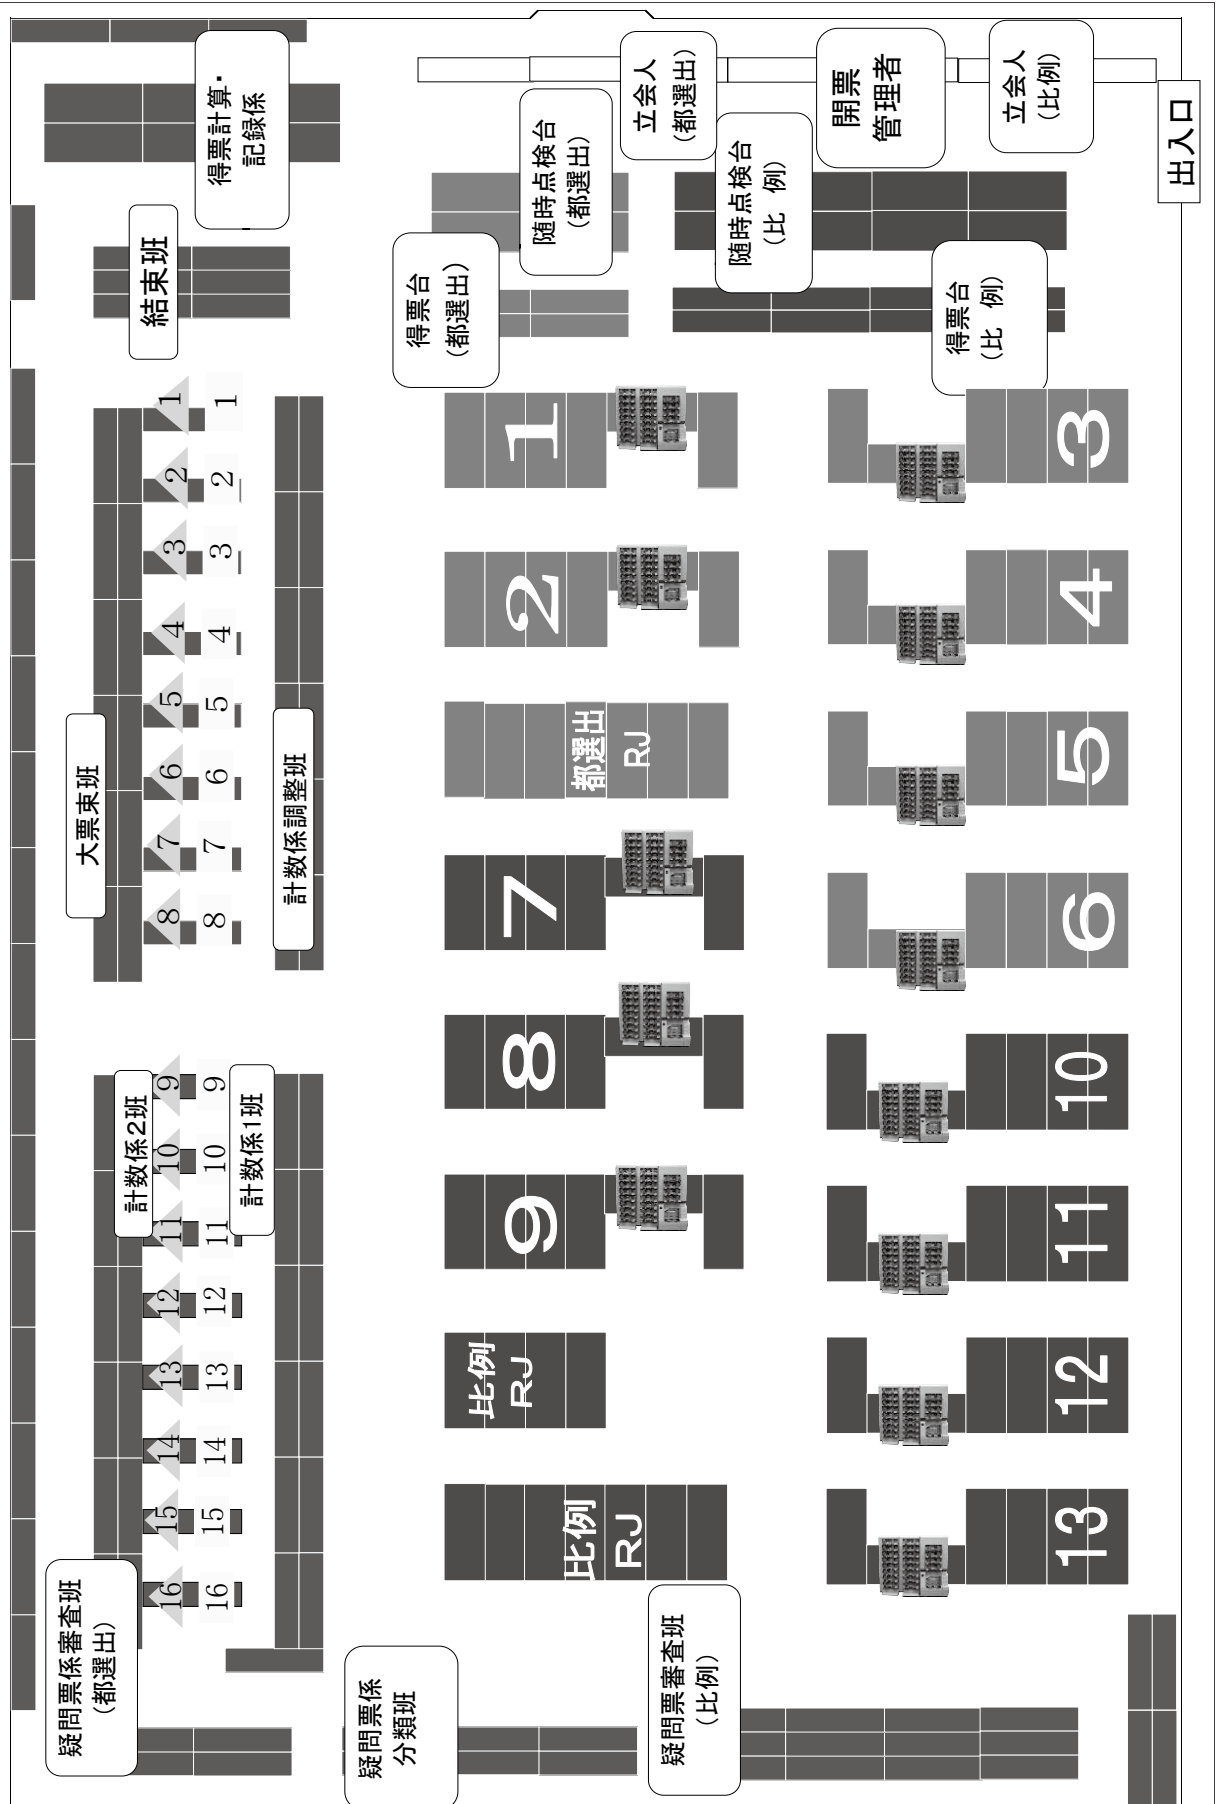 得票計算・
記録係
立会人
(都選出)
開票
管理者
立会人
(比例)
出入口
随時点検台
(都選出)
随時点検台
(比 例)
結束班
得票台
(都選出)
得票台
(比 例)
1
2
3
4
5
6
7
8
1
2
3
4
5
6
7
8
大票束班
計数係調整班
1
2
都選出
RJ
7
8
9
比例
RJ
比例
RJ
3
4
5
6
10
11
12
13
計数係2班
計数係1班
9
10
11
12
13
14
15
16
9
10
11
12
13
14
15
16
疑問票係審査班
(都選出)
疑問票係
分類班
疑問票審査班
(比例)